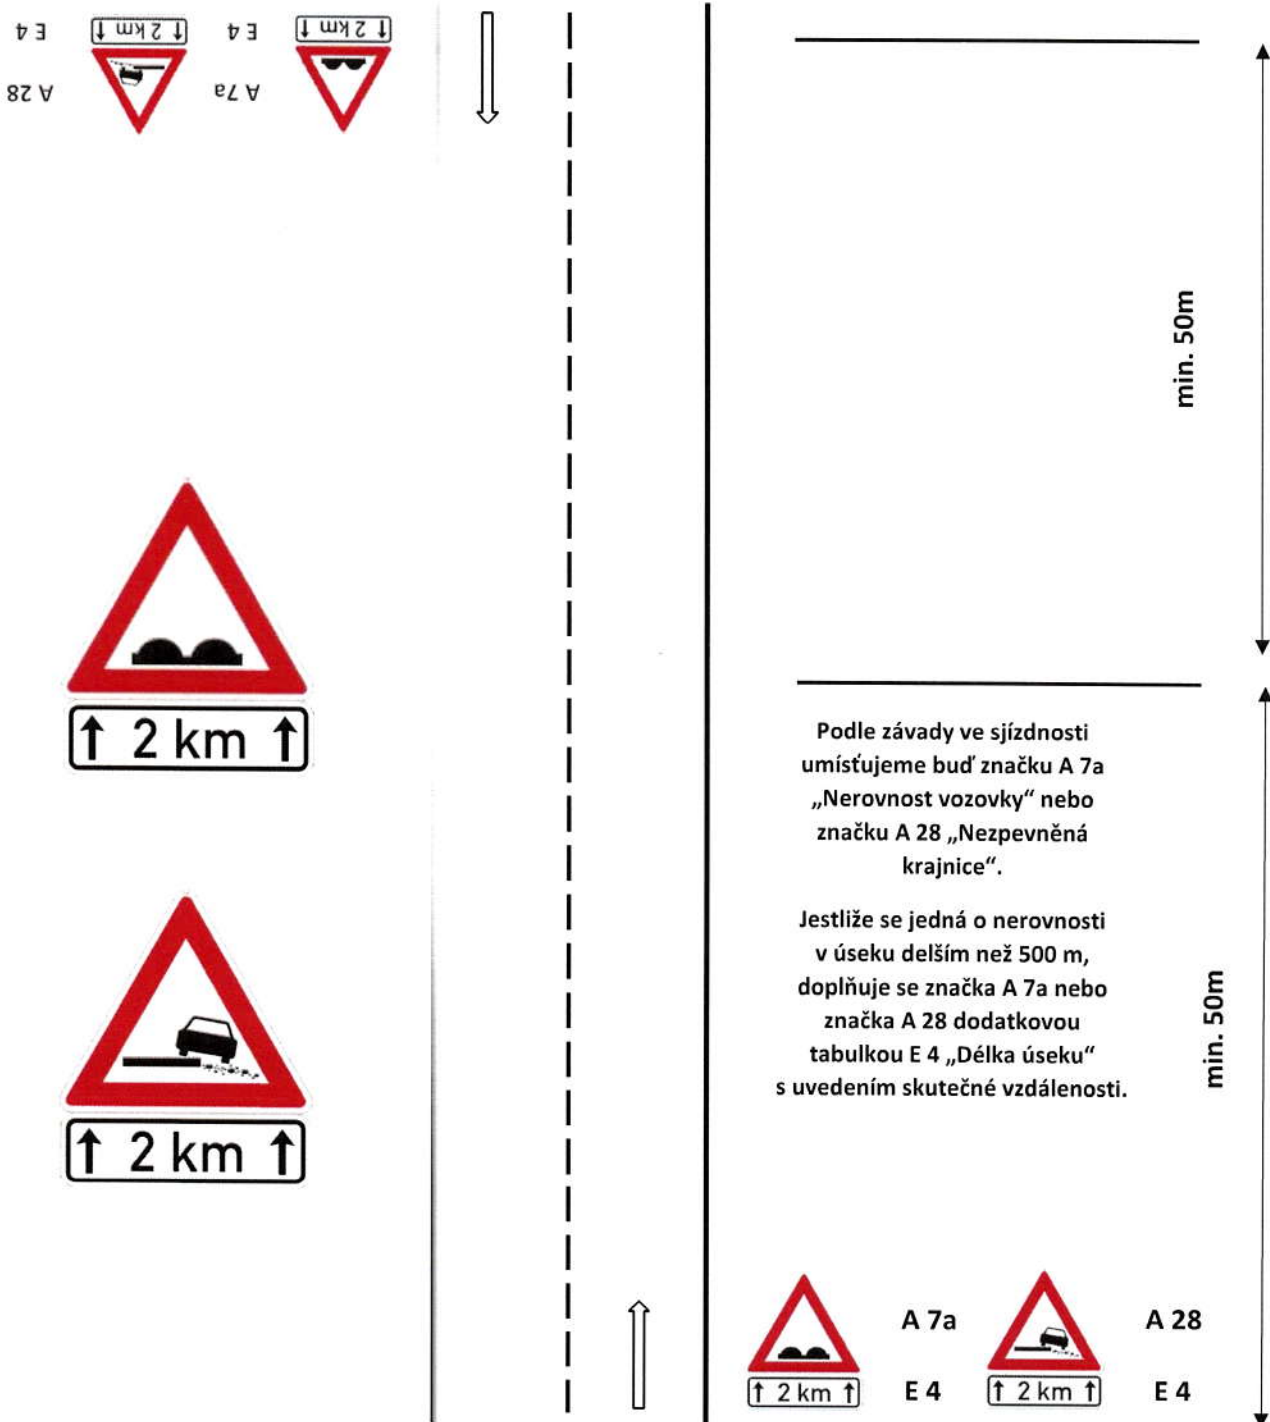 E 4
↑ 2 km ↑
E 4
↑ 2 km ↑
A 28
A 7a
min. 50m
↑ 2 km ↑
Podle závady ve sjízdnosti
umísťujeme buď značku A 7a
„Nerovnost vozovky“ nebo
značku A 28 „Nezpevněná
krajnice“.
Jestliže se jedná o nerovnosti
v úseku delším než 500 m,
doplňuje se značka A 7a nebo
značka A 28 dodatkovou
tabulkou E 4 „Délka úseku“
s uvedením skutečné vzdálenosti.
min. 50m
↑ 2 km ↑
A 7a
A 28
↑ 2 km ↑
E 4
↑ 2 km ↑
E 4